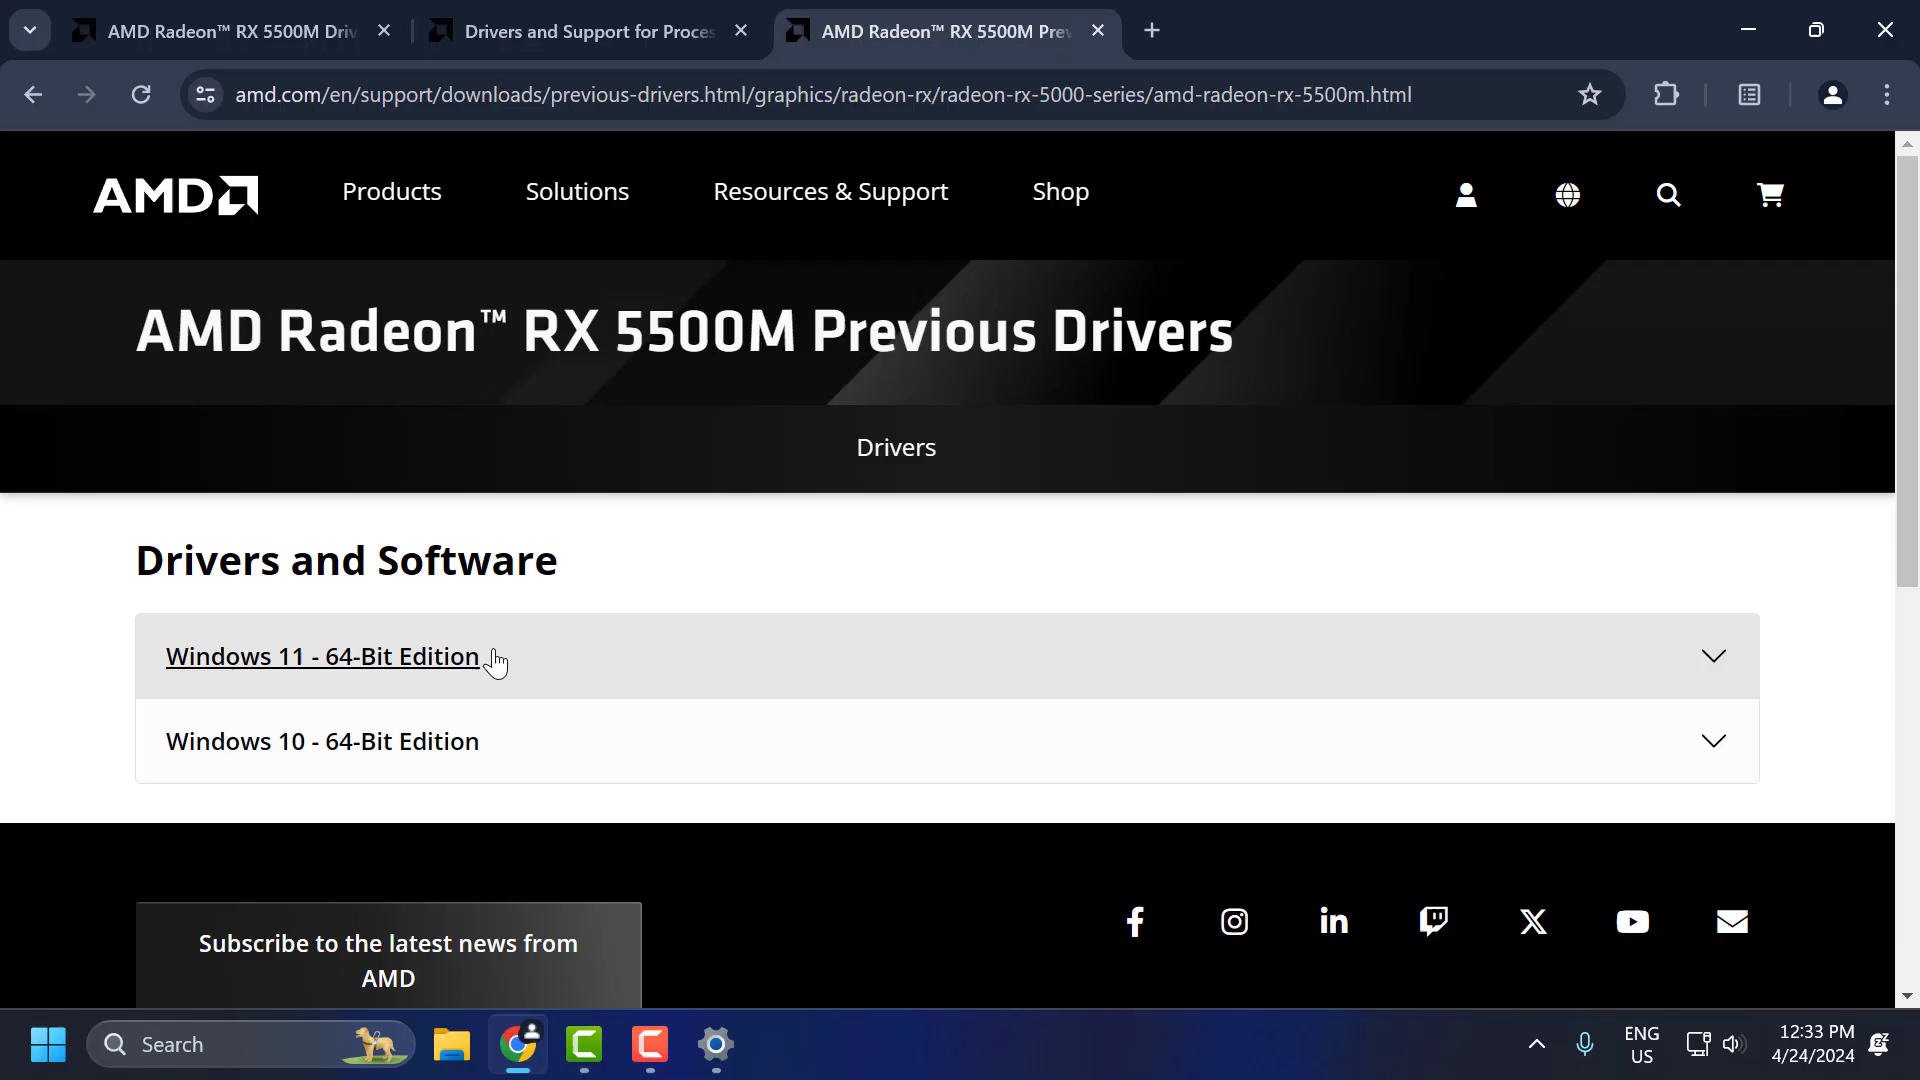 AMD Radeon™ RX 5500M Driv
Drivers and Support for Proces
AMD Radeon™ RX 5500M Prev
amd.com/en/support/downloads/previous-drivers.html/graphics/radeon-rx/radeon-rx-5000-series/amd-radeon-rx-5500m.html
AMD
Products
Solutions
Resources & Support
Shop
AMD Radeon™ RX 5500M Previous Drivers
Drivers
Drivers and Software
Windows 11 - 64-Bit Edition
Windows 10 - 64-Bit Edition
Subscribe to the latest news from
AMD
Search
ENG
US
12:33 PM
4/24/2024